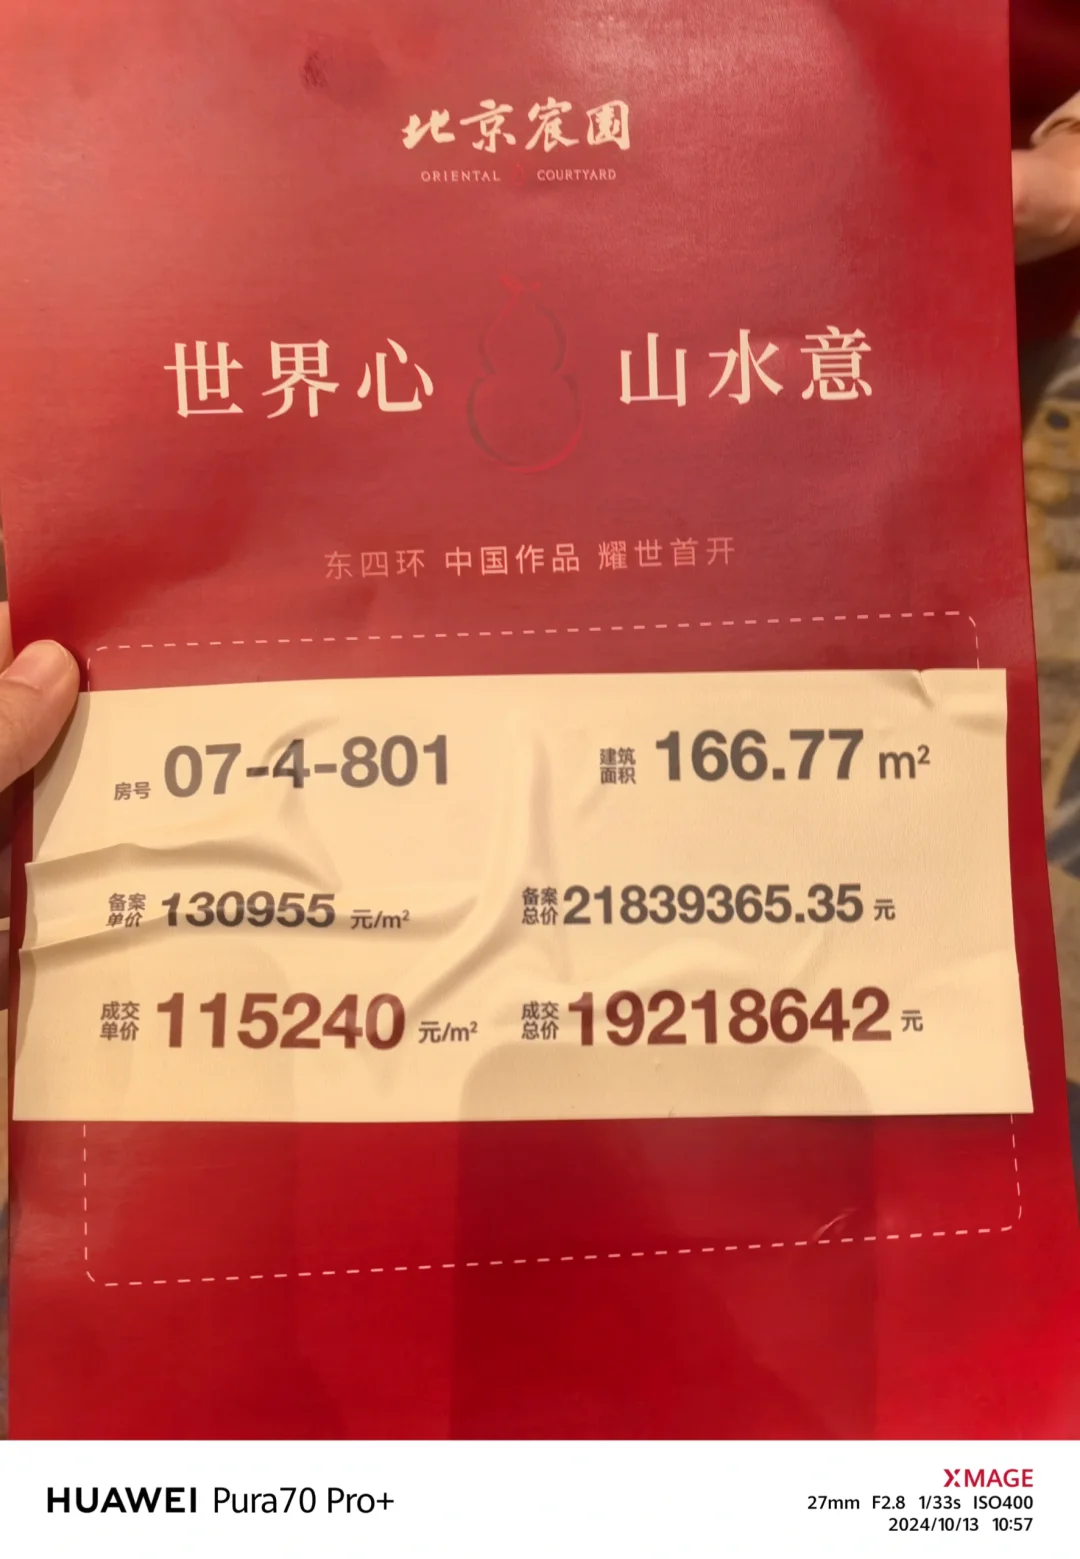 北京宸園
ORIENTAL COURTYARD
世界心 山水意
东四环 中国作品 耀世首开
房号 07-4-801 建筑面积 166.77 m²
备案单价 130955 元/m² 备案总价 21839365.35 元
成交单价 115240 元/m² 成交总价 19218642 元
HUAWEI Pura70 Pro+
XMAGE
27mm F2.8 1/33s ISO400
2024/10/13 10:57